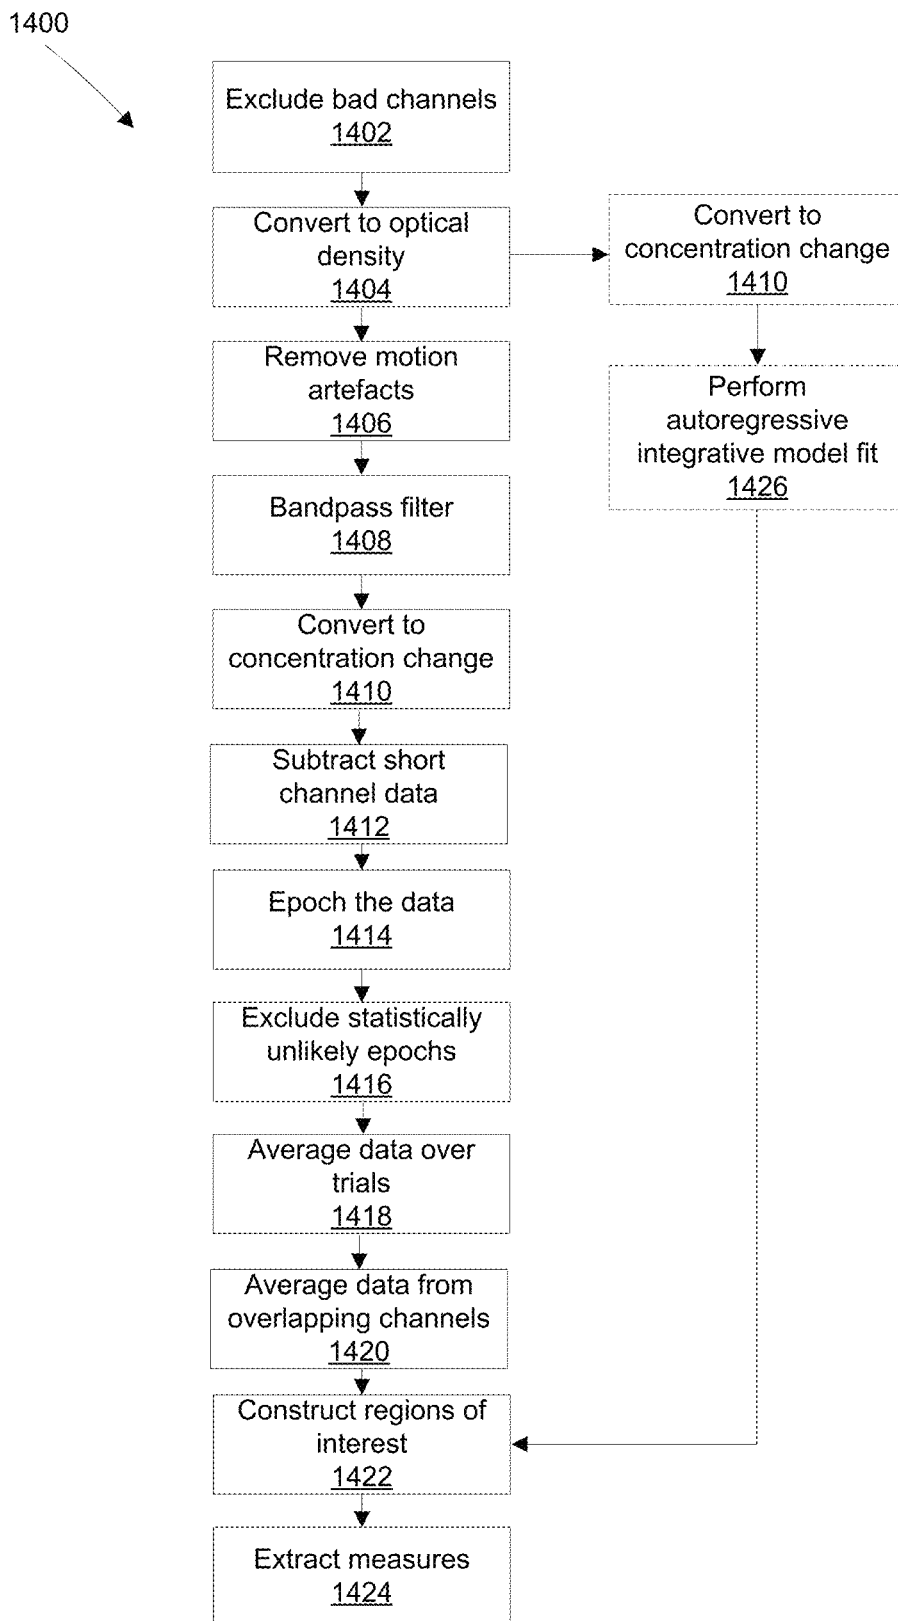 1400
Exclude bad channels
1402
Convert to optical
density
1404
Convert to
concentration change
1410
Remove motion
artefacts
1406
Perform
autoregressive
integrative model fit
1426
Bandpass filter
1408
Convert to
concentration change
1410
Subtract short
channel data
1412
Epoch the data
1414
Exclude statistically
unlikely epochs
1416
Average data over
trials
1418
Average data from
overlapping channels
1420
Construct regions of
interest
1422
Extract measures
1424